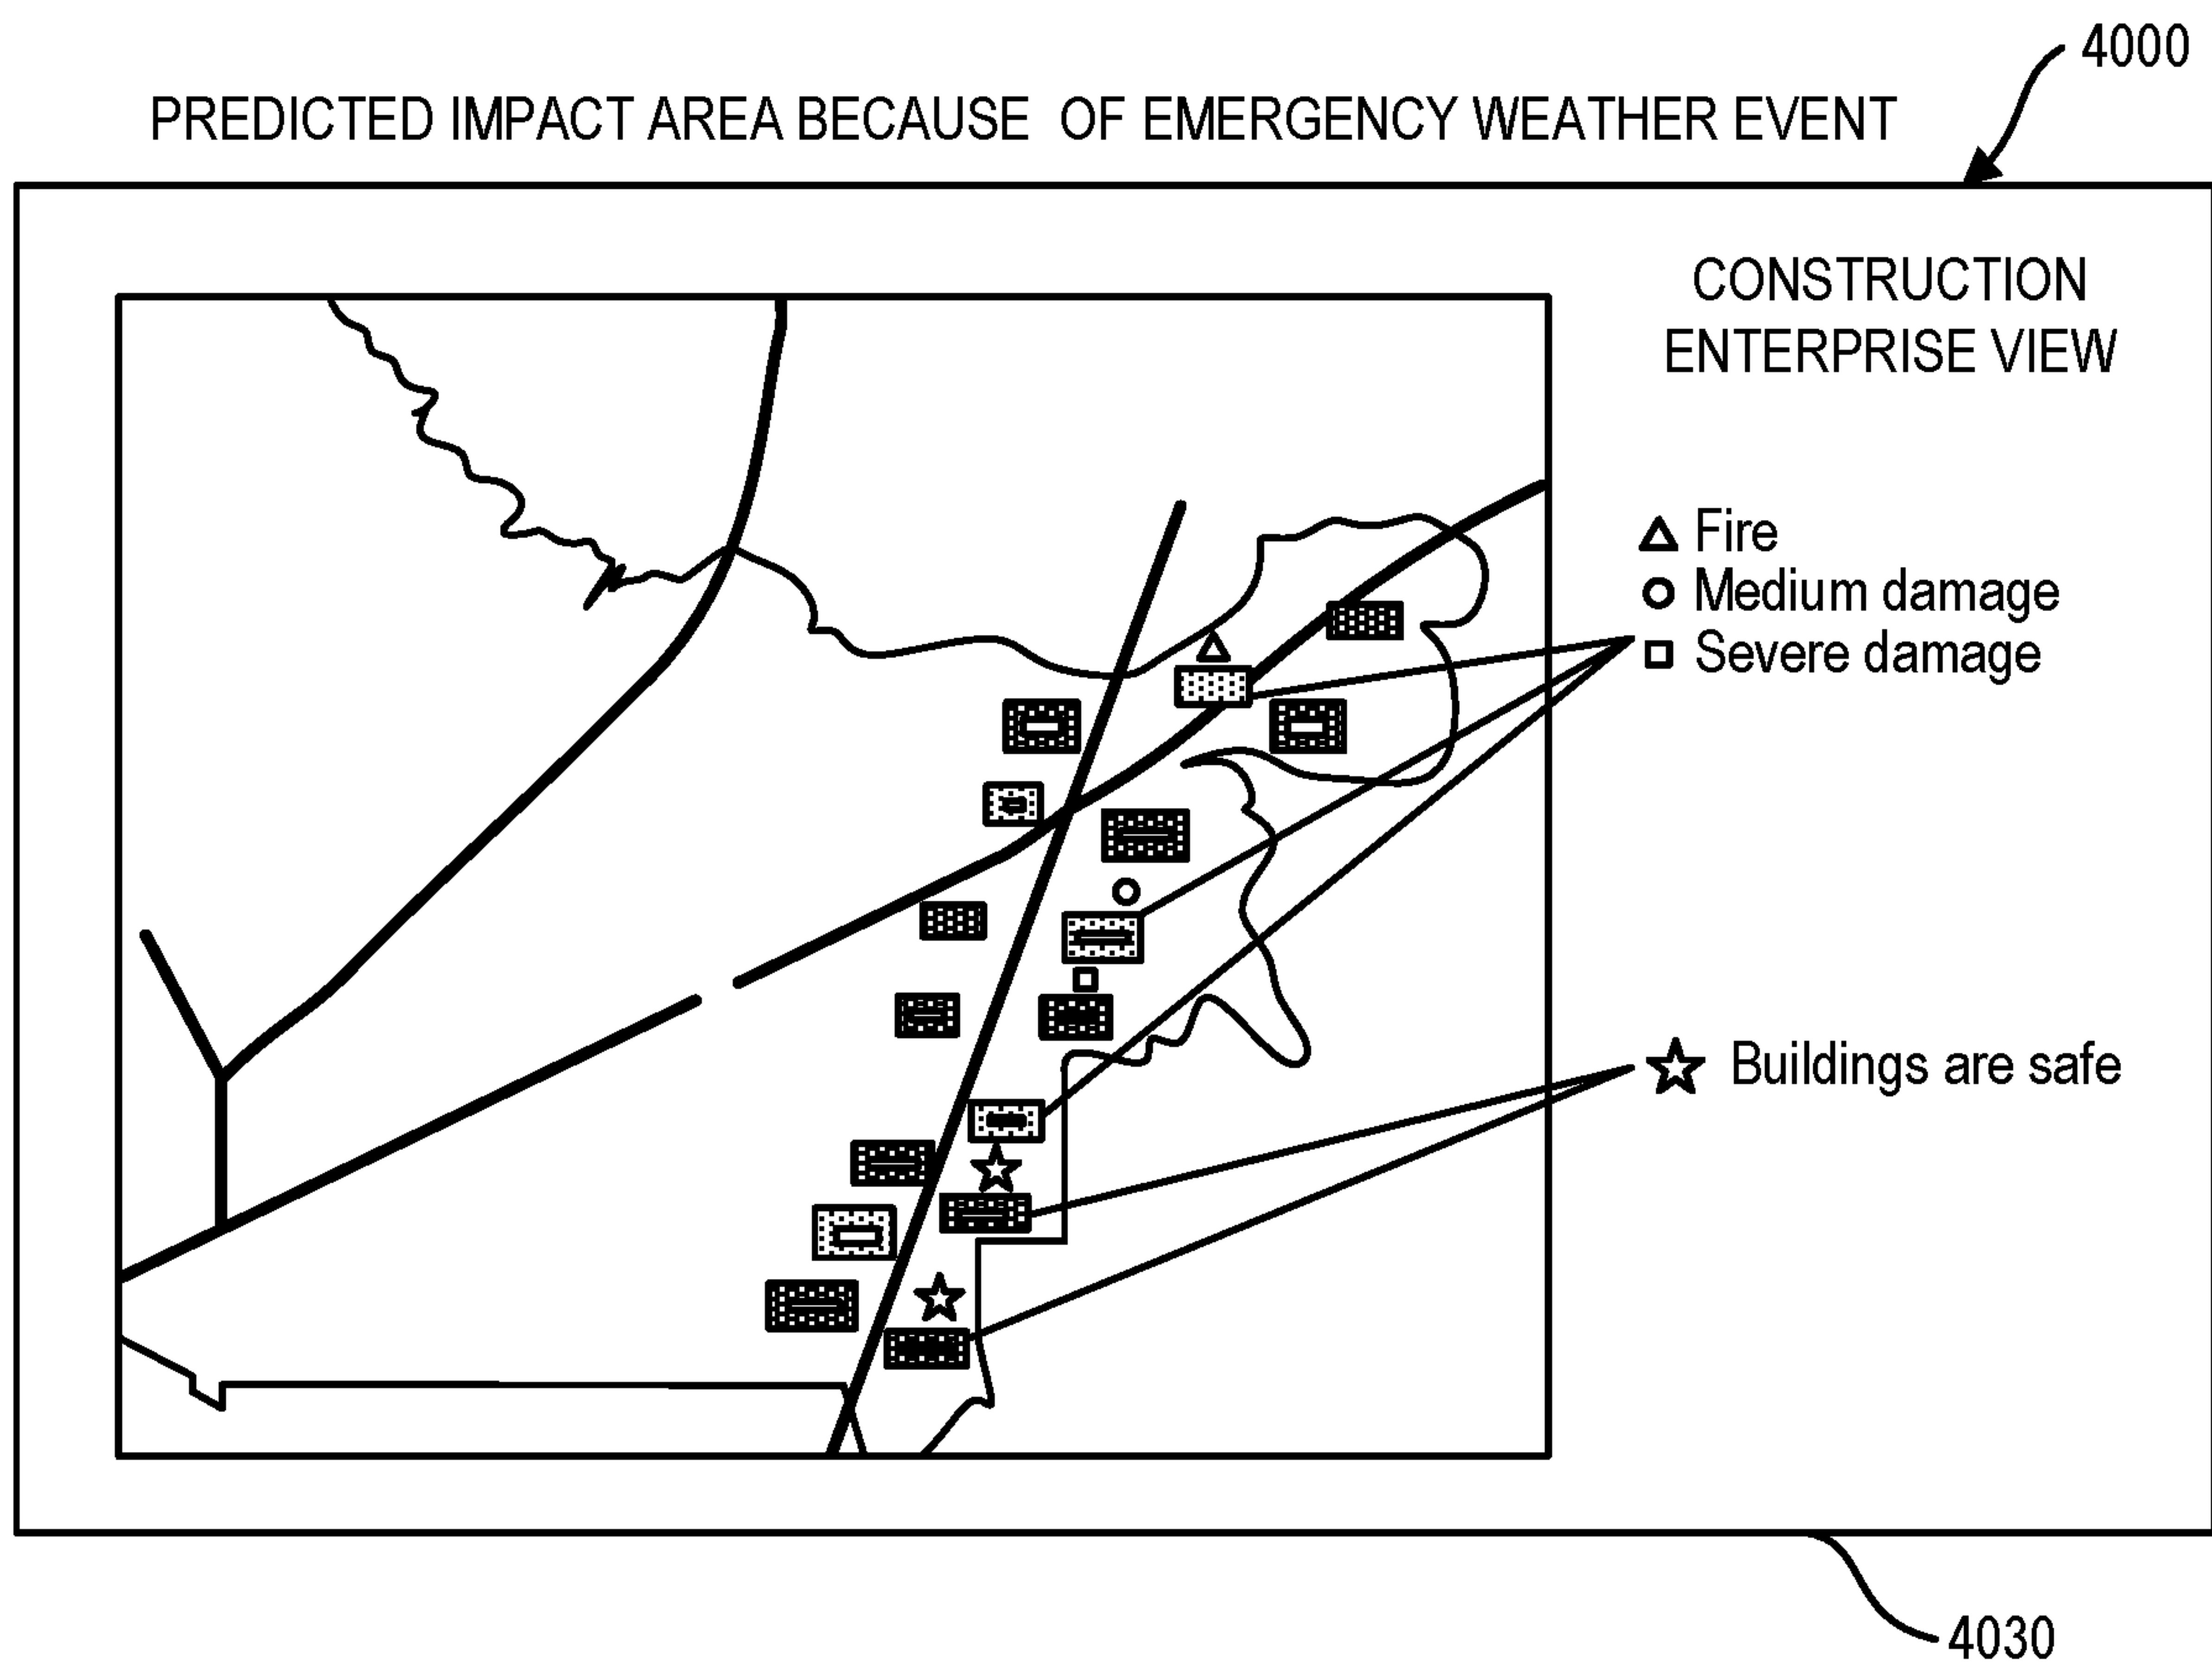 4000
PREDICTED IMPACT AREA BECAUSE OF EMERGENCY WEATHER EVENT
CONSTRUCTION
ENTERPRISE VIEW
Fire
Medium damage
Severe damage
Buildings are safe
4030